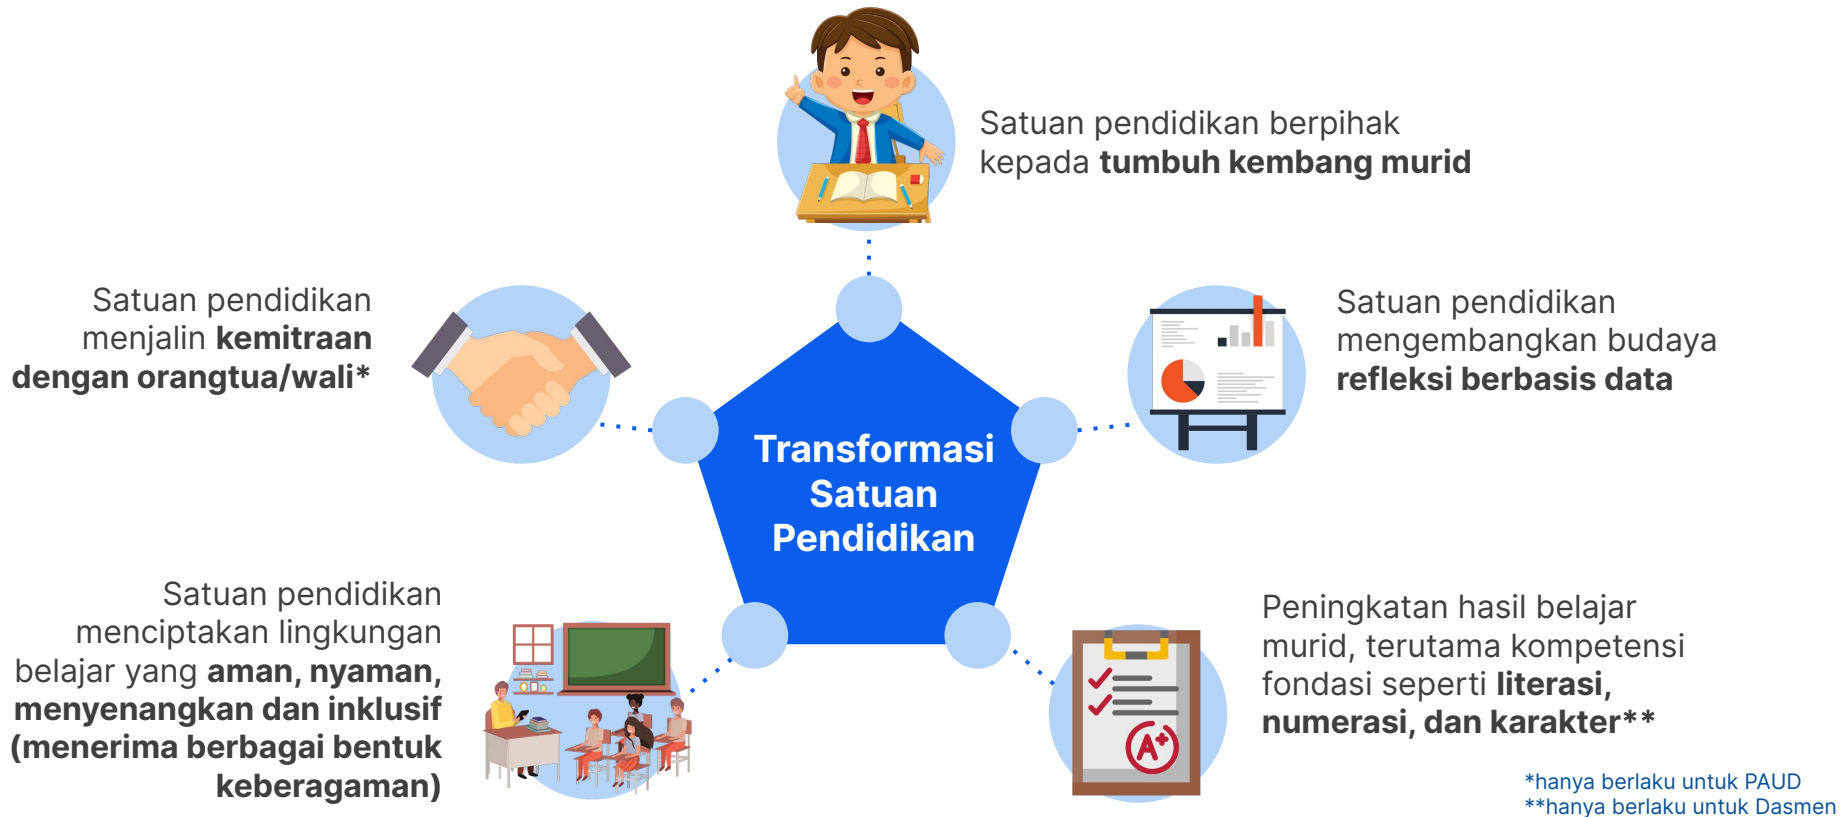 Satuan pendidikan berpihak
kepada tumbuh kembang murid
Satuan pendidikan
menjalin kemitraan
dengan orangtua/wali*
Satuan pendidikan
mengembangkan budaya
refleksi berbasis data
Transformasi
Satuan
Pendidikan
Satuan pendidikan
menciptakan lingkungan
belajar yang aman, nyaman,
menyenangkan dan inklusif
(menerima berbagai bentuk
keberagaman)
Peningkatan hasil belajar
murid, terutama kompetensi
fondasi seperti literasi,
numerasi, dan karakter**
A+
*hanya berlaku untuk PAUD
**hanya berlaku untuk Dasmen